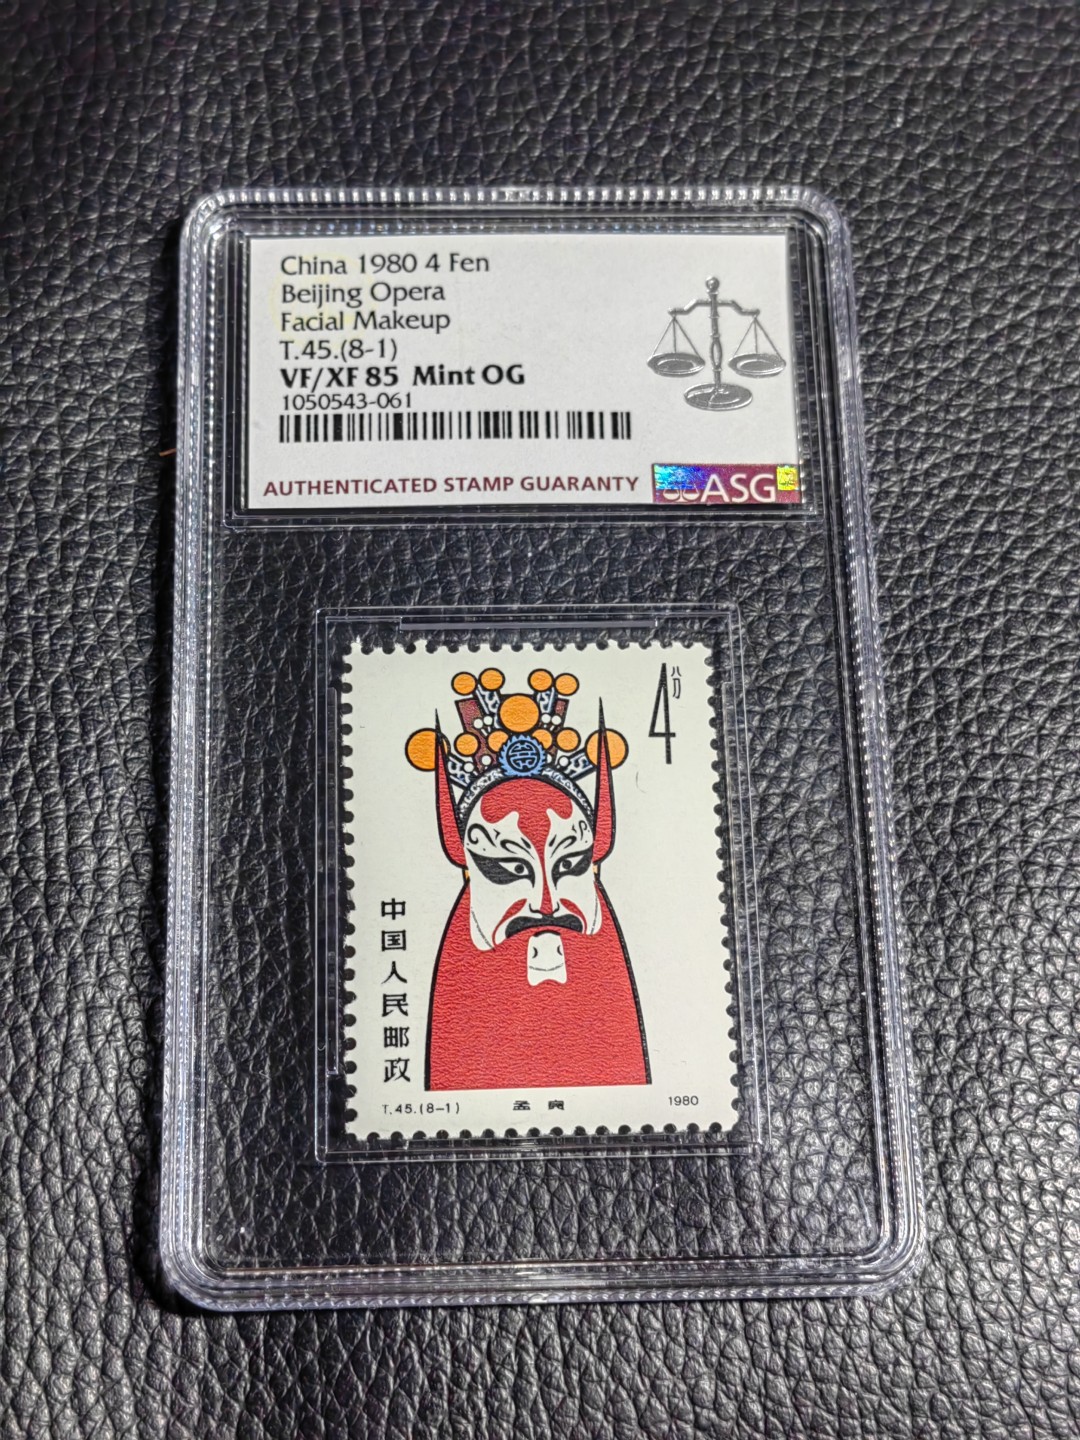 China 1980 4 Fen
Beijing Opera
Facial Makeup
T.45.(8-1)
VF/XF 85 Mint OG
1050543-061
AUTHENTICATED STAMP GUARANTY
ASG
4分
中国人民邮政
T.45.(8-1) 孟良 1980